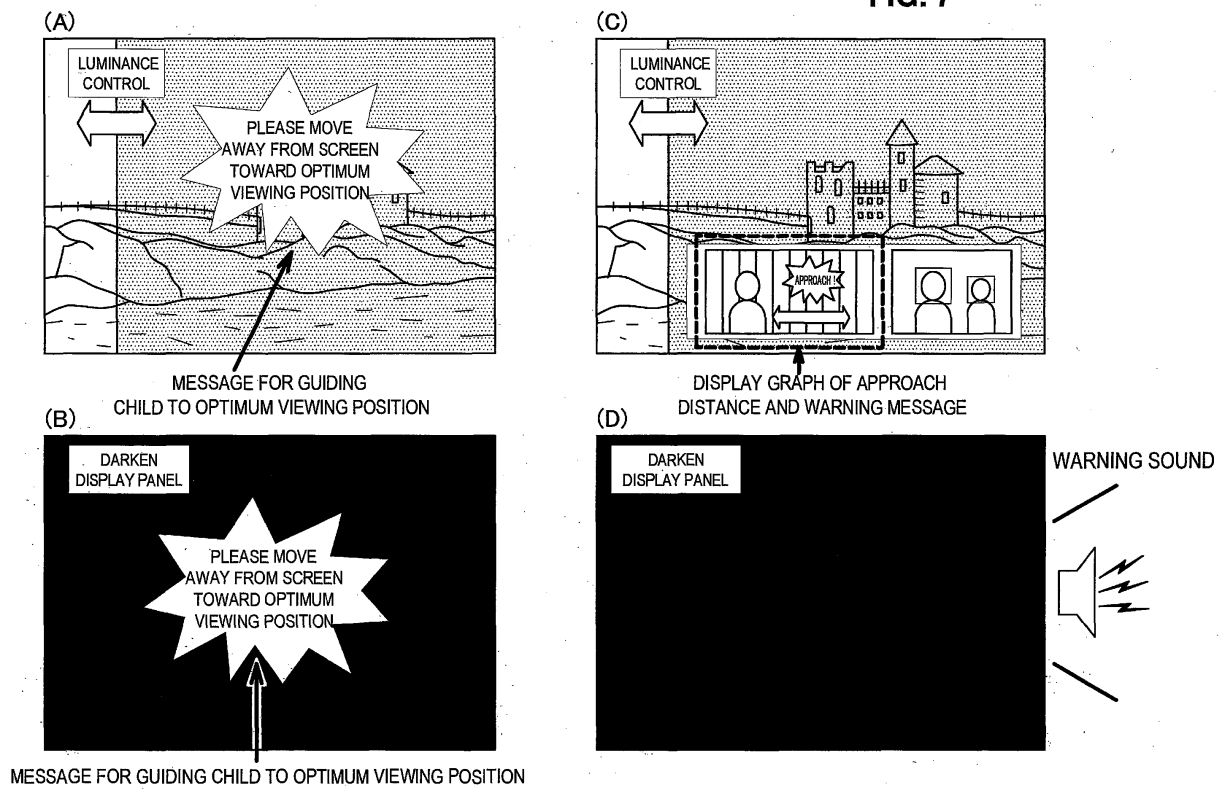 FIG. 7
(A)
LUMINANCE
CONTROL
PLEASE MOVE
AWAY FROM SCREEN
TOWARD OPTIMUM
VIEWING POSITION
MESSAGE FOR GUIDING
CHILD TO OPTIMUM VIEWING POSITION
(C)
LUMINANCE
CONTROL
APPROACH !
DISPLAY GRAPH OF APPROACH
DISTANCE AND WARNING MESSAGE
(B)
DARKEN
DISPLAY PANEL
PLEASE MOVE
AWAY FROM SCREEN
TOWARD OPTIMUM
VIEWING POSITION
MESSAGE FOR GUIDING CHILD TO OPTIMUM VIEWING POSITION
(D)
DARKEN
DISPLAY PANEL
WARNING SOUND